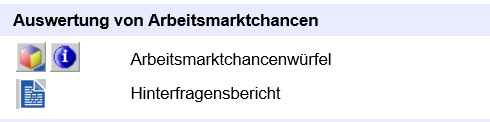 Auswertung von Arbeitsmarktchancen
Arbeitsmarktchancenwürfel
Hinterfragensbericht